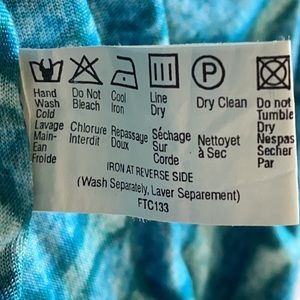 P
Hand Do Not Cool Line Dry Clean Do not
Wash Bleach Iron Dry Tumble
Cold Dry
Lavage Chlorure Repassage Séchage Nettoyet Nespas
Main- Interdit Doux Sur à Sec Secher
Ean Corde Par
Froide
IRON AT REVERSE SIDE
(Wash Separately, Laver Separement)
FTC133